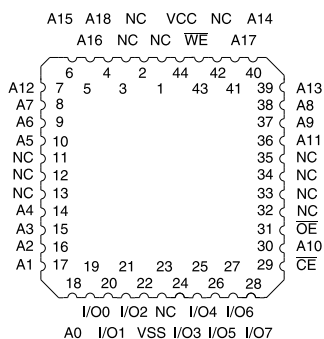 A15 A18 NC VCC NC A14
A16 NC NC W̅E̅ A17
6 4 2 44 42 40
A12 7 5 3 1 43 41 39 A13
A7 8 38 A8
A6 9 37 A9
A5 10 36 A11
NC 11 35 NC
NC 12 34 NC
NC 13 33 NC
A4 14 32 NC
A3 15 31 O̅E̅
A2 16 30 A10
A1 17 19 21 23 25 27 29 C̅E̅
18 20 22 24 26 28
I/O0 I/O2 NC I/O4 I/O6
A0 I/O1 VSS I/O3 I/O5 I/O7